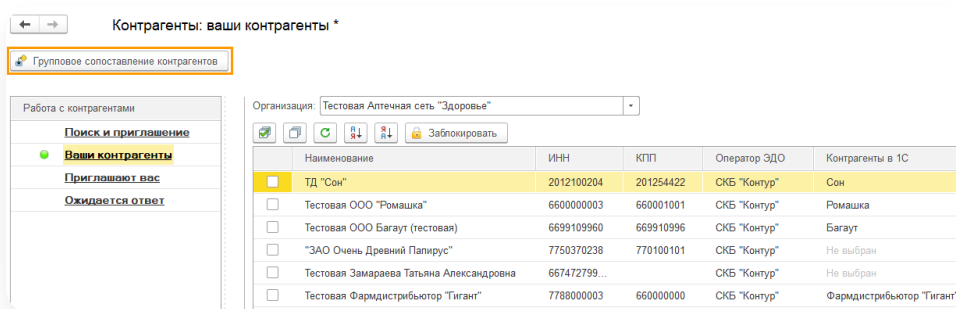 Контрагенты: ваши контрагенты *
Групповое сопоставление контрагентов
Работа с контрагентами
Поиск и приглашение
Ваши контрагенты
Приглашают вас
Ожидается ответ
Организация: Тестовая Аптечная сеть "Здоровье"
Заблокировать
Наименование ИНН КПП Оператор ЭДО Контрагенты в 1С
ТД "Сон" 2012100204 201254422 СКБ "Контур" Сон
Тестовая ООО "Ромашка" 6600000003 660001001 СКБ "Контур" Ромашка
Тестовая ООО Багаут (тестовая) 6699109960 669910996 СКБ "Контур" Багаут
"ЗАО Очень Древний Папирус" 7750370238 770100101 СКБ "Контур" Не выбран
Тестовая Замараева Татьяна Александровна 667472799... СКБ "Контур" Не выбран
Тестовая Фармдистрибьютор "Гигант" 7788000003 660000000 СКБ "Контур" Фармдистрибьютор "Гигант"